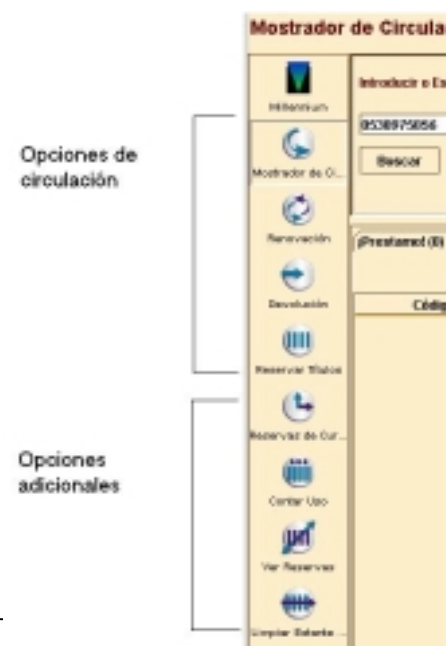 Mostrador de Circula
Millennium
Introducir o Es
0530975056
Buscar
Opciones de
circulación
Mostrador de Ci...
Renovación
¡Prestamo! (0)
Devolución
Códig
Reservar Títulos
Reservas de Cur...
Opciones
adicionales
Contar Uso
Ver Reservas
Limpiar Estante ...